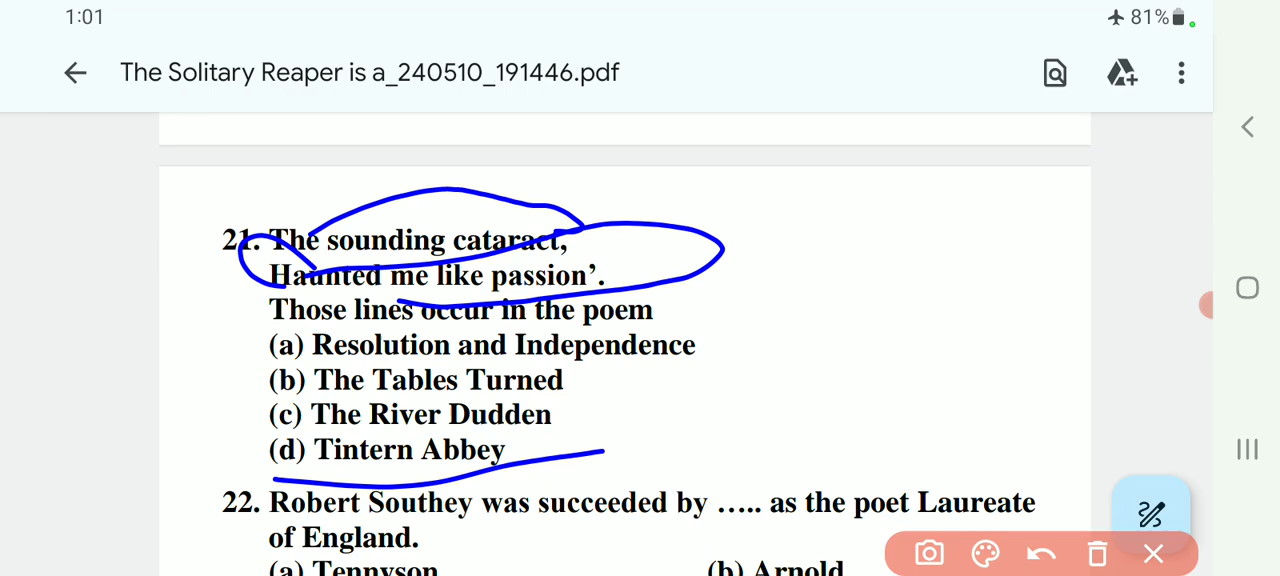 1:01
81%
The Solitary Reaper is a_240510_191446.pdf
21. The sounding cataract,
Haunted me like passion’.
Those lines occur in the poem
(a) Resolution and Independence
(b) The Tables Turned
(c) The River Dudden
(d) Tintern Abbey
22. Robert Southey was succeeded by ….. as the poet Laureate
of England.
(a) Tennyson (b) Arnold